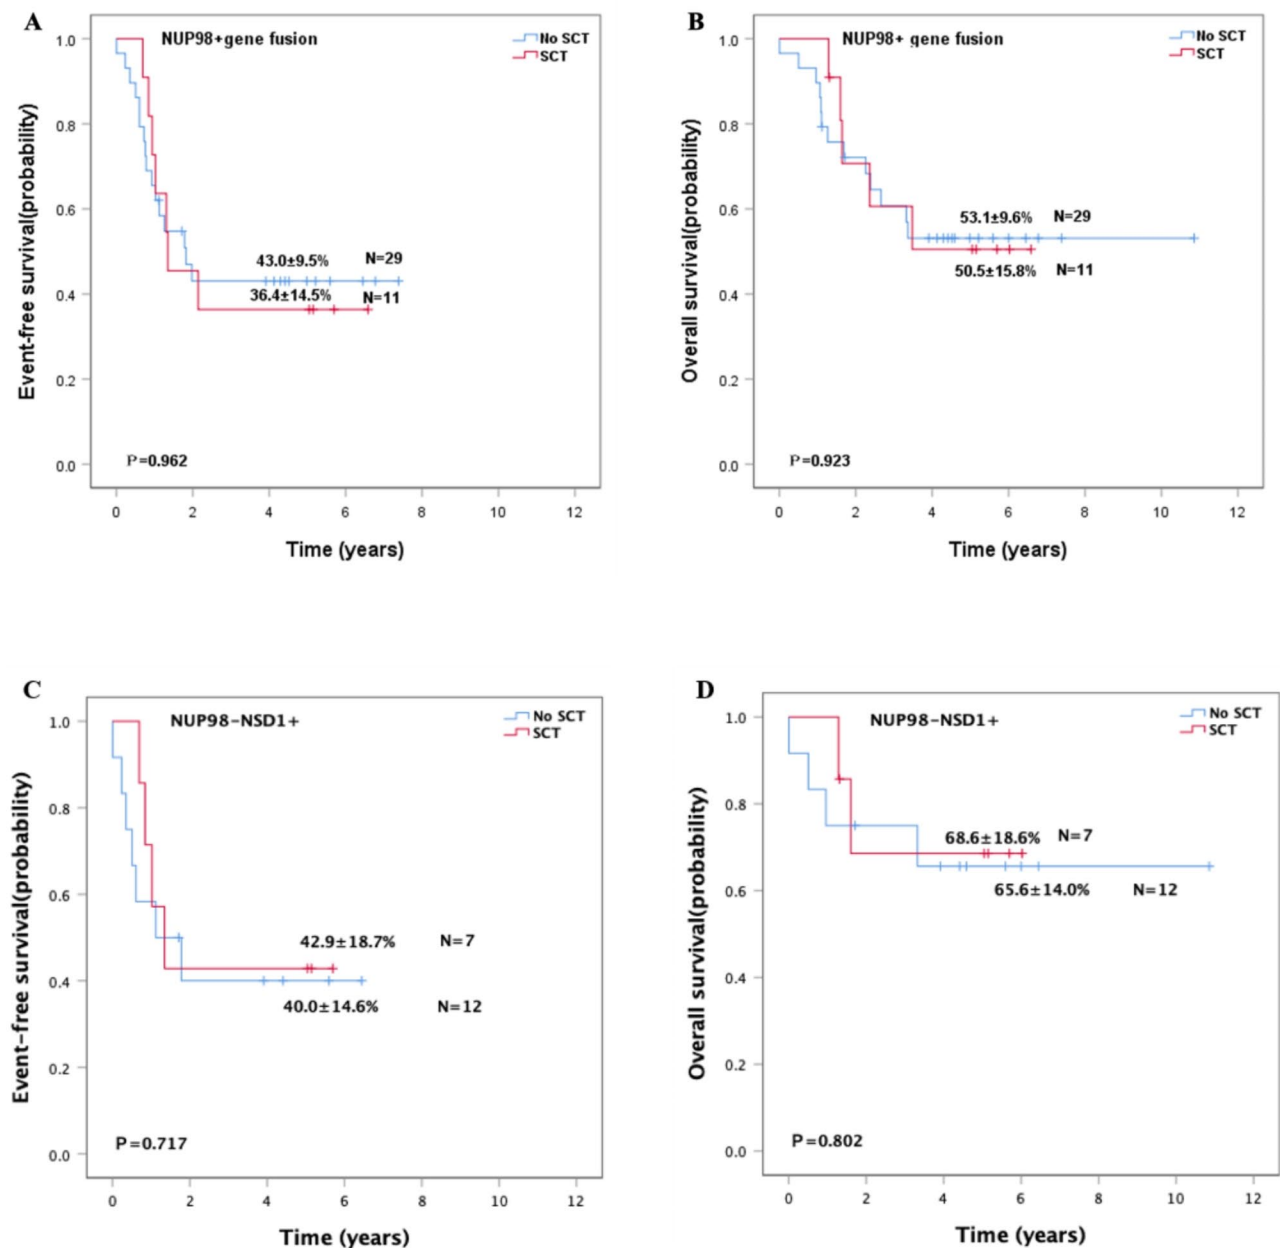 A
NUP98+gene fusion
No SCT
SCT
Event-free survival(probability)
1.0
0.8
0.6
0.4
0.2
0.0
43.0±9.5%
N=29
36.4±14.5%
N=11
P=0.962
0 2 4 6 8 10 12
Time (years)
B
NUP98+ gene fusion
No SCT
SCT
Overall survival(probability)
1.0
0.8
0.6
0.4
0.2
0.0
53.1±9.6%
N=29
50.5±15.8%
N=11
P=0.923
0 2 4 6 8 10 12
Time (years)
C
NUP98-NSD1+
No SCT
SCT
Event-free survival(probability)
1.0
0.8
0.6
0.4
0.2
0.0
42.9±18.7%
N=7
40.0±14.6%
N=12
P=0.717
0 2 4 6 8 10 12
Time (years)
D
NUP98-NSD1+
No SCT
SCT
Overall survival(probability)
1.0
0.8
0.6
0.4
0.2
0.0
68.6±18.6%
N=7
65.6±14.0%
N=12
P=0.802
0 2 4 6 8 10 12
Time (years)